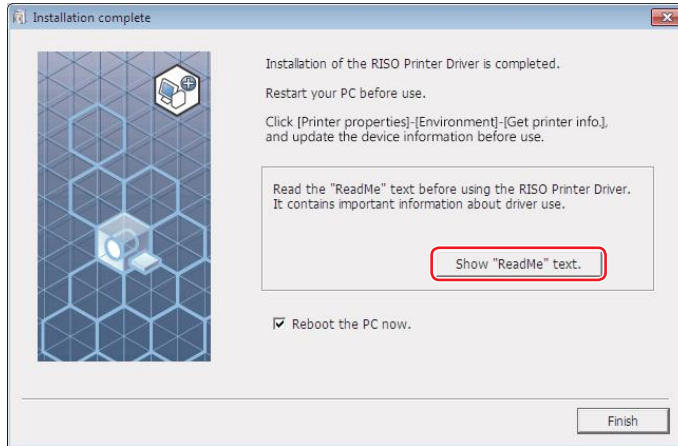 Installation complete
Installation of the RISO Printer Driver is completed.
Restart your PC before use.
Click [Printer properties]-[Environment]-[Get printer info.],
and update the device information before use.
Read the "ReadMe" text before using the RISO Printer Driver.
It contains important information about driver use.
Show "ReadMe" text.
Reboot the PC now.
Finish